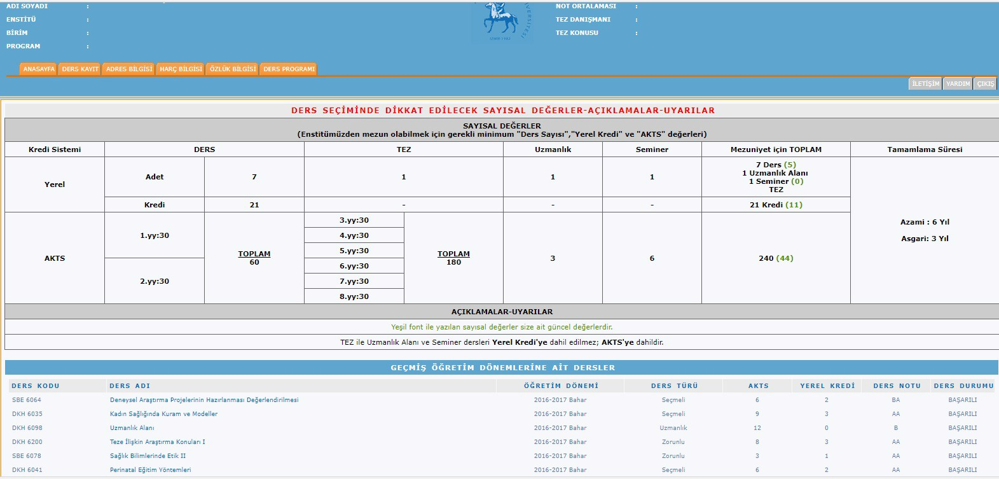 ADI SOYADI :
ENSTİTÜ :
BİRİM :
PROGRAM :
İVERSİTESİ
İZMİR 1982
NOT ORTALAMASI :
TEZ DANIŞMANI :
TEZ KONUSU :
ANASAYFA DERS KAYIT ADRES BİLGİSİ HARÇ BİLGİSİ ÖZLÜK BİLGİSİ DERS PROGRAMI
İLETİŞİM YARDIM ÇIKIŞ
DERS SEÇİMİNDE DİKKAT EDİLECEK SAYISAL DEĞERLER-AÇIKLAMALAR-UYARILAR
SAYISAL DEĞERLER
(Enstitümüzden mezun olabilmek için gerekli minimum "Ders Sayısı","Yerel Kredi" ve "AKTS" değerleri)
Kredi Sistemi DERS TEZ Uzmanlık Seminer Mezuniyet için TOPLAM Tamamlama Süresi
Yerel Adet 7 1 1 1
7 Ders (5)
1 Uzmanlık Alanı
1 Seminer (0)
TEZ
Kredi 21 - - - 21 Kredi (11)
AKTS
1.yy:30
2.yy:30
TOPLAM
60
3.yy:30
4.yy:30
5.yy:30
6.yy:30
7.yy:30
8.yy:30
TOPLAM
180
3 6 240 (44)
Azami : 6 Yıl
Asgari: 3 Yıl
AÇIKLAMALAR-UYARILAR
Yeşil font ile yazılan sayısal değerler size ait güncel değerlerdir.
TEZ ile Uzmanlık Alanı ve Seminer dersleri Yerel Kredi'ye dahil edilmez; AKTS'ye dahildir.
GEÇMİŞ ÖĞRETİM DÖNEMLERİNE AİT DERSLER
DERS KODU DERS ADI ÖĞRETİM DÖNEMİ DERS TÜRÜ AKTS YEREL KREDİ DERS NOTU DERS DURUMU
SBE 6064 Deneysel Araştırma Projelerinin Hazırlanması Değerlendirilmesi 2016-2017 Bahar Seçmeli 6 2 BA BAŞARILI
DKH 6035 Kadın Sağlığında Kuram ve Modeller 2016-2017 Bahar Seçmeli 9 3 AA BAŞARILI
DKH 6098 Uzmanlık Alanı 2016-2017 Bahar Uzmanlık 12 0 B BAŞARILI
DKH 6200 Teze İlişkin Araştırma Konuları I 2016-2017 Bahar Zorunlu 8 3 AA BAŞARILI
SBE 6078 Sağlık Bilimlerinde Etik II 2016-2017 Bahar Zorunlu 3 1 AA BAŞARILI
DKH 6041 Perinatal Eğitim Yöntemleri 2016-2017 Bahar Seçmeli 6 2 AA BAŞARILI